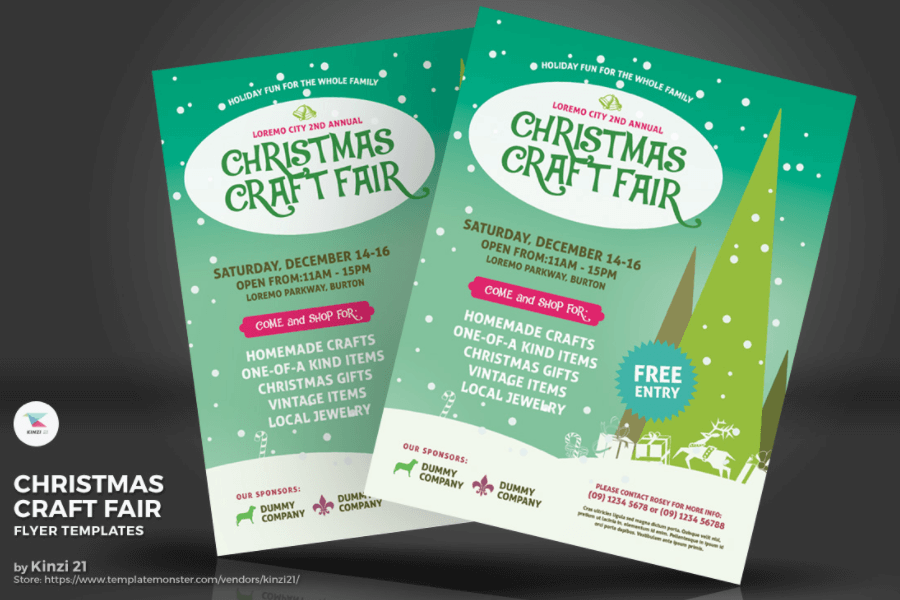 HOLIDAY FUN FOR THE WHOLE FAMILY
LOREMO CITY 2ND ANNUAL
CHRISTMAS
CRAFT FAIR
SATURDAY, DECEMBER 14-16
OPEN FROM:11AM - 15PM
LOREMO PARKWAY, BURTON
COME and SHOP FOR:
HOMEMADE CRAFTS
ONE-OF-A KIND ITEMS
CHRISTMAS GIFTS
VINTAGE ITEMS
LOCAL JEWELRY
OUR SPONSORS:
DUMMY
COMPANY
DUMMY
COMPANY
HOLIDAY FUN FOR THE WHOLE FAMILY
LOREMO CITY 2ND ANNUAL
CHRISTMAS
CRAFT FAIR
SATURDAY, DECEMBER 14-16
OPEN FROM:11AM - 15PM
LOREMO PARKWAY, BURTON
COME and SHOP FOR:
HOMEMADE CRAFTS
ONE-OF-A KIND ITEMS
CHRISTMAS GIFTS
VINTAGE ITEMS
LOCAL JEWELRY
FREE
ENTRY
OUR SPONSORS:
DUMMY
COMPANY
DUMMY
COMPANY
PLEASE CONTACT ROSEY FOR MORE INFO:
(09) 1234 5678 or (09) 1234 56788
KINZI 21
CHRISTMAS
CRAFT FAIR
FLYER TEMPLATES
by Kinzi 21
Store: https://www.templatemonster.com/vendors/kinzi21/